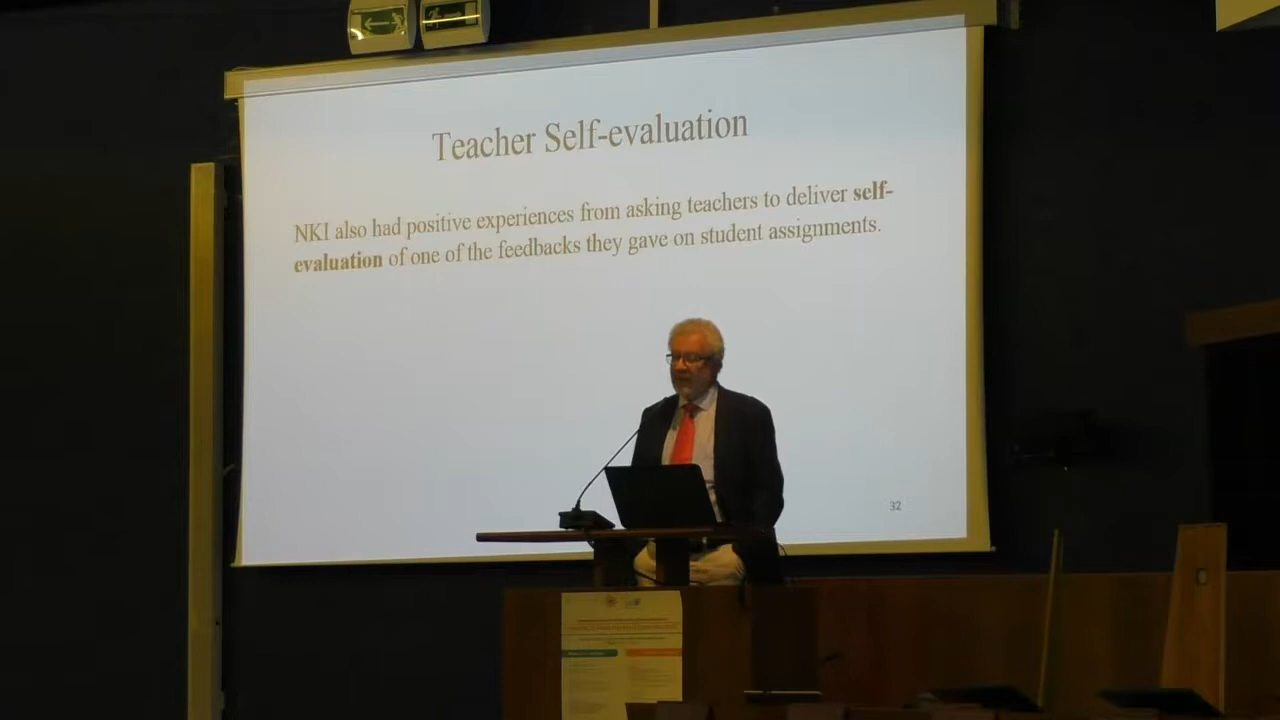 Teacher Self-evaluation
NKI also had positive experiences from asking teachers to deliver self-
evaluation of one of the feedbacks they gave on student assignments.
32